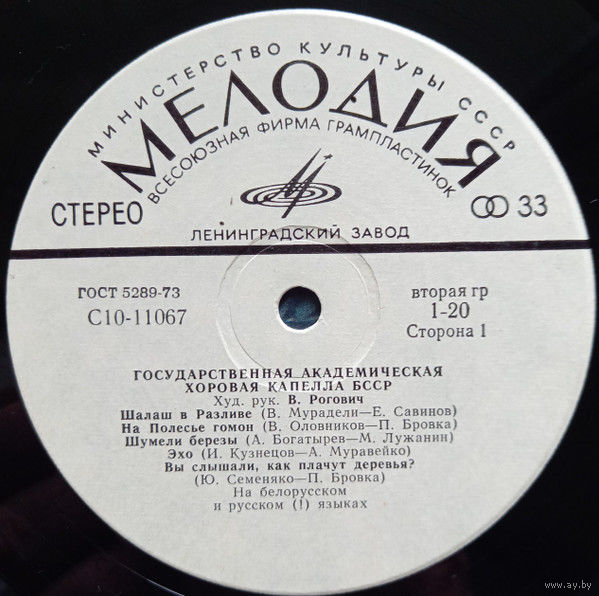 МИНИСТЕРСТВО КУЛЬТУРЫ СССР
МЕЛОДИЯ
ВСЕСОЮЗНАЯ ФИРМА ГРАМПЛАСТИНОК
СТЕРЕО
33
ЛЕНИНГРАДСКИЙ ЗАВОД
ГОСТ 5289-73
С10-11067
вторая гр
1-20
Сторона 1
ГОСУДАРСТВЕННАЯ АКАДЕМИЧЕСКАЯ
ХОРОВАЯ КАПЕЛЛА БССР
Худ. рук. В. Рогович
Шалаш в Разливе (В. Мурадели—Е. Савинов)
На Полесье гомон (В. Оловников—П. Бровка)
Шумели березы (А. Богатырев—М. Лужанин)
Эхо (И. Кузнецов—А. Муравейко)
Вы слышали, как плачут деревья?
(Ю. Семеняко—П. Бровка)
На белорусском
и русском (!) языках
www.ay.by